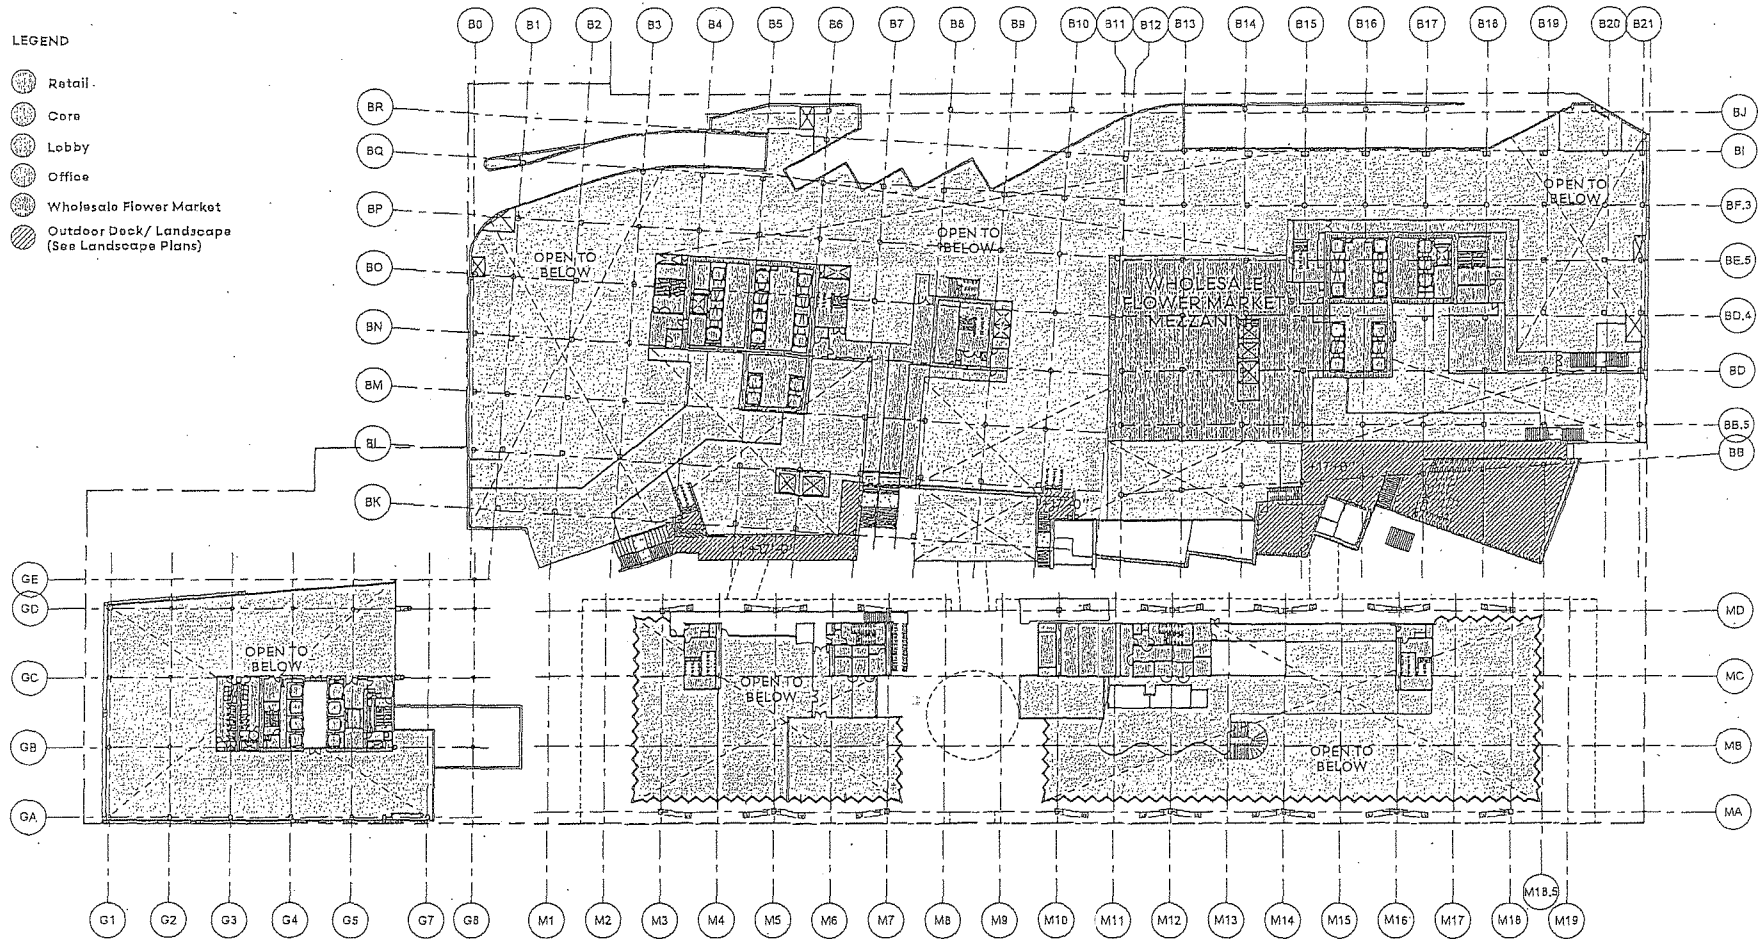 LEGEND
Retail
Core
Lobby
Office
Wholesale Flower Market
Outdoor Deck/ Landscape
(See Landscape Plans)
B0 B1 B2 B3 B4 B5 B6 B7 B8 B9 B10 B11 B12 B13 B14 B15 B16 B17 B18 B19 B20 B21
BR
BQ
BP
BO
BN
BM
BL
BK
BJ
BI
BF.3
BE.5
BD.4
BD
BB.5
BB
OPEN TO
BELOW
OPEN TO
BELOW
OPEN TO
BELOW
WHOLESALE
FLOWER MARKET
MEZZANINE
GE
GD
GC
GB
GA
MD
MC
MB
MA
OPEN TO
BELOW
OPEN TO
BELOW
OPEN TO
BELOW
G1 G2 G3 G4 G5 G7 G8 M1 M2 M3 M4 M5 M6 M7 M8 M9 M10 M11 M12 M13 M14 M15 M16 M17 M18 M18.5 M19